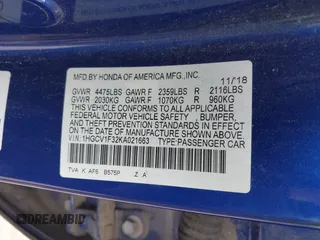 MFD.BY HONDA OF AMERICA MFG.,INC. 11/18
GVWR 4475LBS GAWR F 2359LBS R 2116LBS
GVWR 2030KG GAWR F 1070KG R 960KG
THIS VEHICLE CONFORMS TO ALL APPLICABLE
FEDERAL MOTOR VEHICLE SAFETY, BUMPER,
AND THEFT PREVENTION STANDARDS IN EFFECT
ON THE DATE OF MANUFACTURE SHOWN ABOVE.
VIN:1HGCV1F32KA021663 TYPE:PASSENGER CAR
TVA K AF6 B575P Z A
DREAMBID